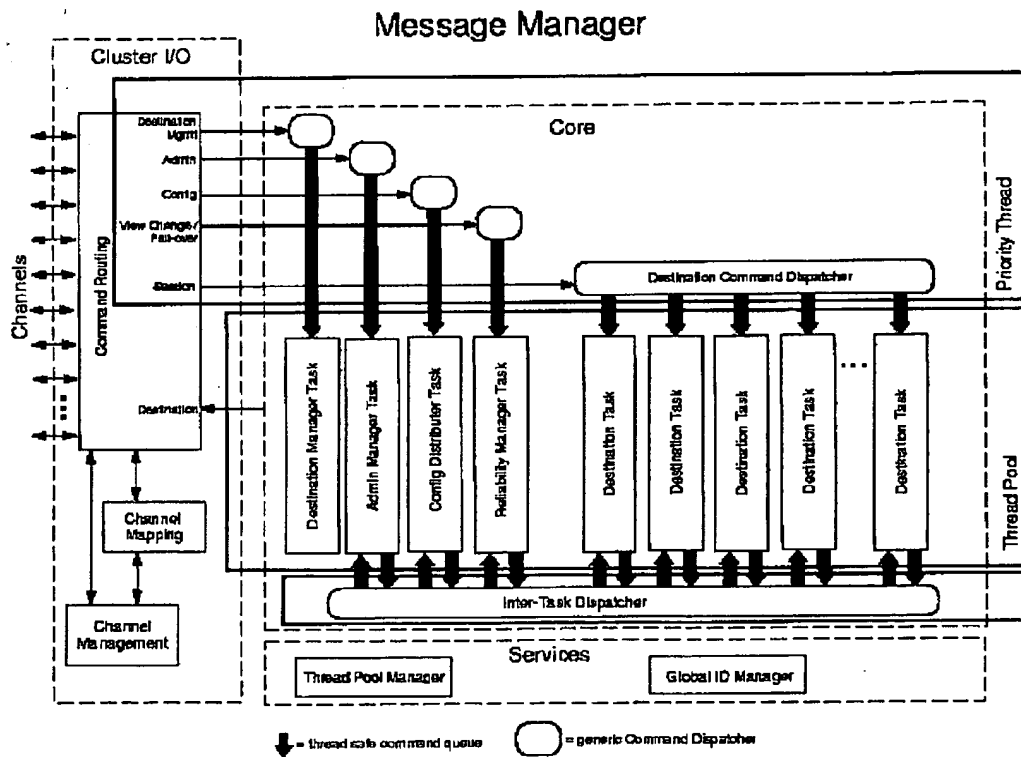 Message Manager
Cluster I/O
Core
Channels
Command Routing
Destination
Mgmt
Admin
Config
View Change /
Fail-over
Session
Destination
Destination Command Dispatcher
Priority Thread
Destination Manager Task
Admin Manager Task
Config Distributer Task
Reliability Manager Task
Destination Task
Destination Task
Destination Task
Destination Task
Destination Task
Thread Pool
Channel
Mapping
Channel
Management
Inter-Task Dispatcher
Services
Thread Pool Manager
Global ID Manager
= thread safe command queue
= generic Command Dispatcher